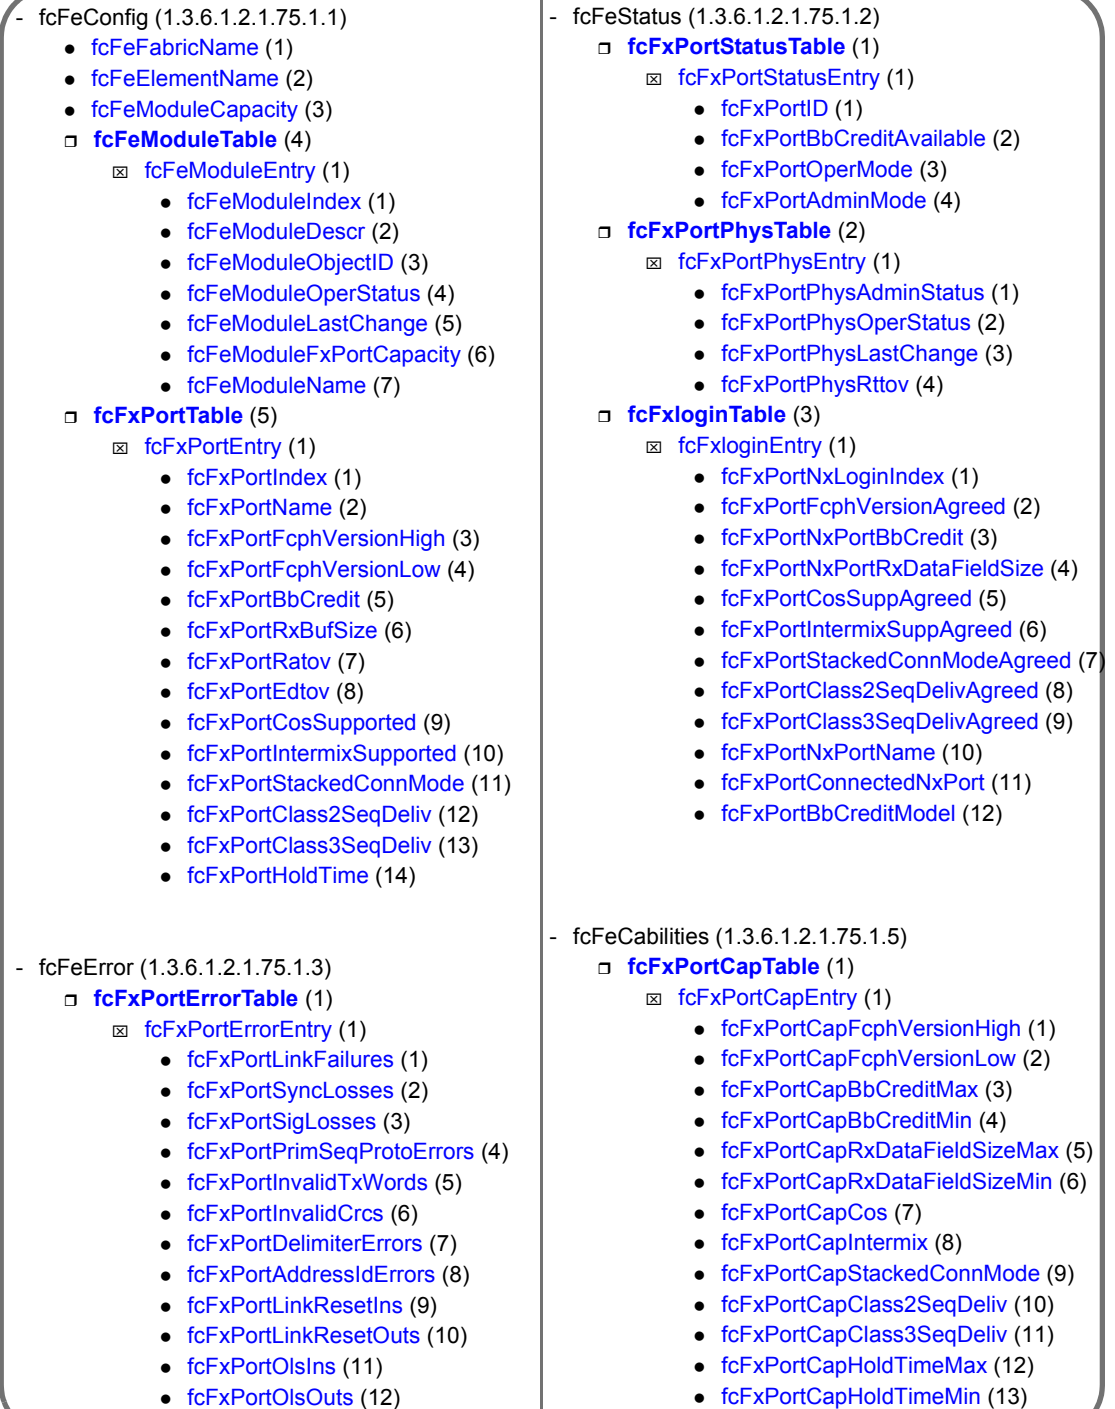 - fcFeConfig (1.3.6.1.2.1.75.1.1)
● fcFeFabricName (1)
● fcFeElementName (2)
● fcFeModuleCapacity (3)
❒ fcFeModuleTable (4)
☒ fcFeModuleEntry (1)
● fcFeModuleIndex (1)
● fcFeModuleDescr (2)
● fcFeModuleObjectID (3)
● fcFeModuleOperStatus (4)
● fcFeModuleLastChange (5)
● fcFeModuleFxPortCapacity (6)
● fcFeModuleName (7)
❒ fcFxPortTable (5)
☒ fcFxPortEntry (1)
● fcFxPortIndex (1)
● fcFxPortName (2)
● fcFxPortFcphVersionHigh (3)
● fcFxPortFcphVersionLow (4)
● fcFxPortBbCredit (5)
● fcFxPortRxBufSize (6)
● fcFxPortRatov (7)
● fcFxPortEdtov (8)
● fcFxPortCosSupported (9)
● fcFxPortIntermixSupported (10)
● fcFxPortStackedConnMode (11)
● fcFxPortClass2SeqDeliv (12)
● fcFxPortClass3SeqDeliv (13)
● fcFxPortHoldTime (14)
- fcFeError (1.3.6.1.2.1.75.1.3)
❒ fcFxPortErrorTable (1)
☒ fcFxPortErrorEntry (1)
● fcFxPortLinkFailures (1)
● fcFxPortSyncLosses (2)
● fcFxPortSigLosses (3)
● fcFxPortPrimSeqProtoErrors (4)
● fcFxPortInvalidTxWords (5)
● fcFxPortInvalidCrcs (6)
● fcFxPortDelimiterErrors (7)
● fcFxPortAddressIdErrors (8)
● fcFxPortLinkResetIns (9)
● fcFxPortLinkResetOuts (10)
● fcFxPortOlsIns (11)
● fcFxPortOlsOuts (12)
- fcFeStatus (1.3.6.1.2.1.75.1.2)
❒ fcFxPortStatusTable (1)
☒ fcFxPortStatusEntry (1)
● fcFxPortID (1)
● fcFxPortBbCreditAvailable (2)
● fcFxPortOperMode (3)
● fcFxPortAdminMode (4)
❒ fcFxPortPhysTable (2)
☒ fcFxPortPhysEntry (1)
● fcFxPortPhysAdminStatus (1)
● fcFxPortPhysOperStatus (2)
● fcFxPortPhysLastChange (3)
● fcFxPortPhysRttov (4)
❒ fcFxloginTable (3)
☒ fcFxloginEntry (1)
● fcFxPortNxLoginIndex (1)
● fcFxPortFcphVersionAgreed (2)
● fcFxPortNxPortBbCredit (3)
● fcFxPortNxPortRxDataFieldSize (4)
● fcFxPortCosSuppAgreed (5)
● fcFxPortIntermixSuppAgreed (6)
● fcFxPortStackedConnModeAgreed (7)
● fcFxPortClass2SeqDelivAgreed (8)
● fcFxPortClass3SeqDelivAgreed (9)
● fcFxPortNxPortName (10)
● fcFxPortConnectedNxPort (11)
● fcFxPortBbCreditModel (12)
- fcFeCabilities (1.3.6.1.2.1.75.1.5)
❒ fcFxPortCapTable (1)
☒ fcFxPortCapEntry (1)
● fcFxPortCapFcphVersionHigh (1)
● fcFxPortCapFcphVersionLow (2)
● fcFxPortCapBbCreditMax (3)
● fcFxPortCapBbCreditMin (4)
● fcFxPortCapRxDataFieldSizeMax (5)
● fcFxPortCapRxDataFieldSizeMin (6)
● fcFxPortCapCos (7)
● fcFxPortCapIntermix (8)
● fcFxPortCapStackedConnMode (9)
● fcFxPortCapClass2SeqDeliv (10)
● fcFxPortCapClass3SeqDeliv (11)
● fcFxPortCapHoldTimeMax (12)
● fcFxPortCapHoldTimeMin (13)